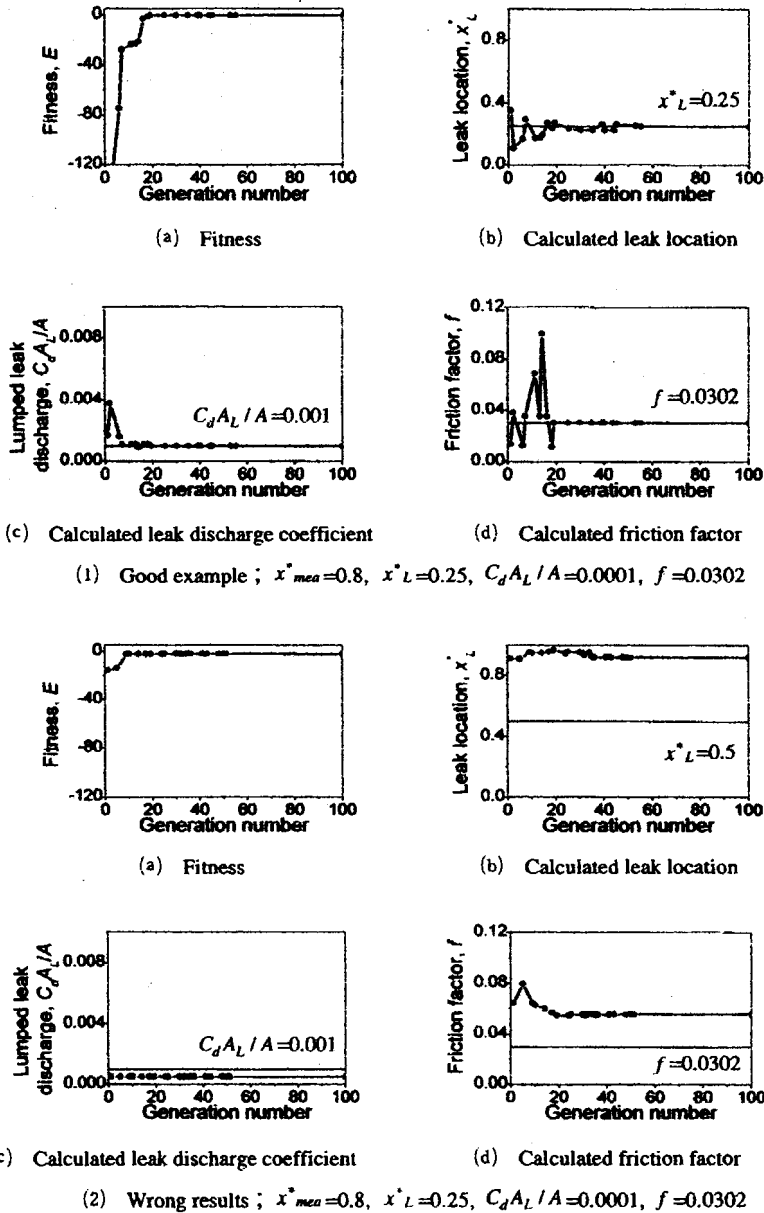 Fitness, E
0
-40
-80
-120
0 20 40 60 80 100
Generation number
(a) Fitness
Leak location, x*L
0.8
0.4
0.0
x*L=0.25
0 20 40 60 80 100
Generation number
(b) Calculated leak location
Lumped leak
discharge, CdAL/A
0.008
0.004
0.000
CdAL / A=0.001
0 20 40 60 80 100
Generation number
(c) Calculated leak discharge coefficient
Friction factor, f
0.12
0.08
0.04
0.00
f=0.0302
0 20 40 60 80 100
Generation number
(d) Calculated friction factor
(1) Good example ; x*mea=0.8, x*L=0.25, CdAL / A=0.0001, f=0.0302
Fitness, E
0
-40
-80
-120
0 20 40 60 80 100
Generation number
(a) Fitness
Leak location, x*L
0.8
0.4
0.0
x*L=0.5
0 20 40 60 80 100
Generation number
(b) Calculated leak location
Lumped leak
discharge, CdAL/A
0.008
0.004
0.000
CdAL / A=0.001
0 20 40 60 80 100
Generation number
c) Calculated leak discharge coefficient
Friction factor, f
0.12
0.08
0.04
0.00
f=0.0302
0 20 40 60 80 100
Generation number
(d) Calculated friction factor
(2) Wrong results ; x*mea=0.8, x*L=0.25, CdAL / A=0.0001, f=0.0302